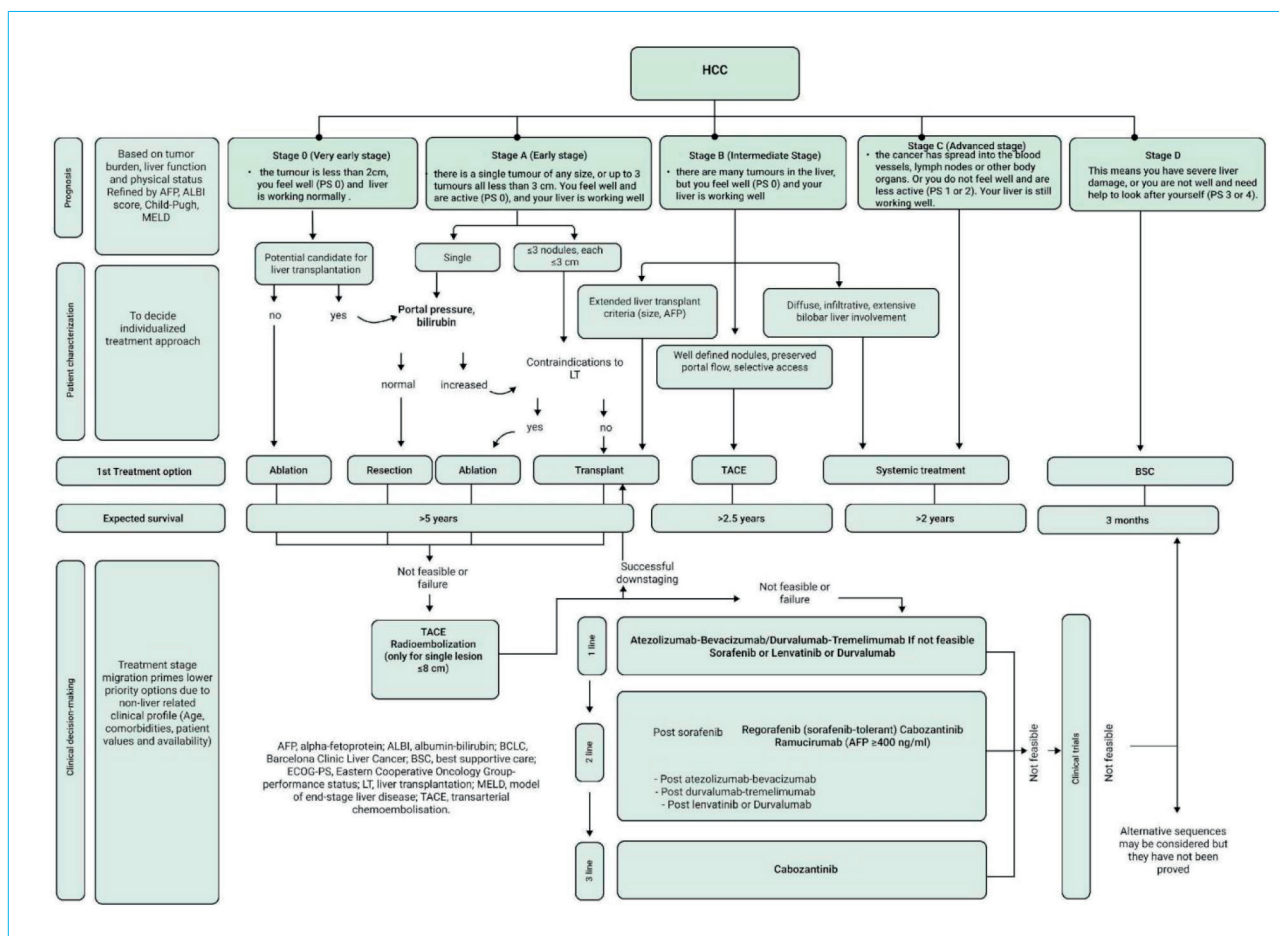 HCC
Prognosis
Based on tumor
burden, liver function
and physical status
Refined by AFP, ALBI
score, Child-Pugh,
MELD
Stage 0 (Very early stage)
• the tumour is less than 2cm,
you feel well (PS 0) and liver
is working normally .
Stage A (Early stage)
• there is a single tumour of any size, or up to 3
tumours all less than 3 cm. You feel well and
are active (PS 0), and your liver is working well
Stage B (Intermediate Stage)
• there are many tumours in the liver,
but you feel well (PS 0) and your
liver is working well
Stage C (Advanced stage)
• the cancer has spread into the blood
vessels, lymph nodes or other body
organs. Or you do not feel well and are
less active (PS 1 or 2). Your liver is still
working well.
Stage D
This means you have severe liver
damage, or you are not well and need
help to look after yourself (PS 3 or 4).
Patient characterization
To decide
individualized
treatment approach
Potential candidate for
liver transplantation
no
yes
Single
≤3 nodules, each
≤3 cm
Portal pressure,
bilirubin
normal
increased
Contraindications to
LT
yes
no
Extended liver transplant
criteria (size, AFP)
Well defined nodules, preserved
portal flow, selective access
Diffuse, infiltrative, extensive
bilobar liver involvement
1st Treatment option
Ablation
Resection
Ablation
Transplant
TACE
Systemic treatment
BSC
Expected survival
>5 years
>2.5 years
>2 years
3 months
Clinical decision-making
Treatment stage
migration primes lower
priority options due to
non-liver related
clinical profile (Age,
comorbidities, patient
values and availability)
Not feasible or
failure
TACE
Radioembolization
(only for single lesion
≤8 cm)
Successful
downstaging
Not feasible or
failure
1 line
Atezolizumab-Bevacizumab/Durvalumab-Tremelimumab If not feasible
Sorafenib or Lenvatinib or Durvalumab
2 line
Post sorafenib
Regorafenib (sorafenib-tolerant) Cabozantinib
Ramucirumab (AFP ≥400 ng/ml)
- Post atezolizumab-bevacizumab
- Post durvalumab-tremelimumab
- Post lenvatinib or Durvalumab
3 line
Cabozantinib
Not feasible
Clinical trials
Not feasible
Alternative sequences
may be considered but
they have not been
proved
AFP, alpha-fetoprotein; ALBI, albumin-bilirubin; BCLC,
Barcelona Clinic Liver Cancer; BSC, best supportive care;
ECOG-PS, Eastern Cooperative Oncology Group-
performance status; LT, liver transplantation; MELD, model
of end-stage liver disease; TACE, transarterial
chemoembolisation.